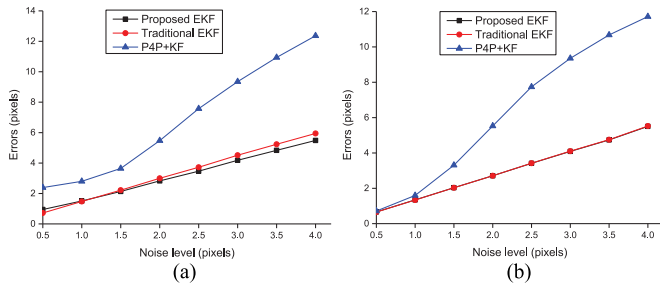 Proposed EKF
Traditional EKF
P4P+KF
Errors (pixels)
14
12
10
8
6
4
2
0
0.5 1.0 1.5 2.0 2.5 3.0 3.5 4.0
Noise level (pixels)
(a)
Proposed EKF
Traditional EKF
P4P+KF
Errors (pixels)
12
10
8
6
4
2
0
0.5 1.0 1.5 2.0 2.5 3.0 3.5 4.0
Noise level (pixels)
(b)